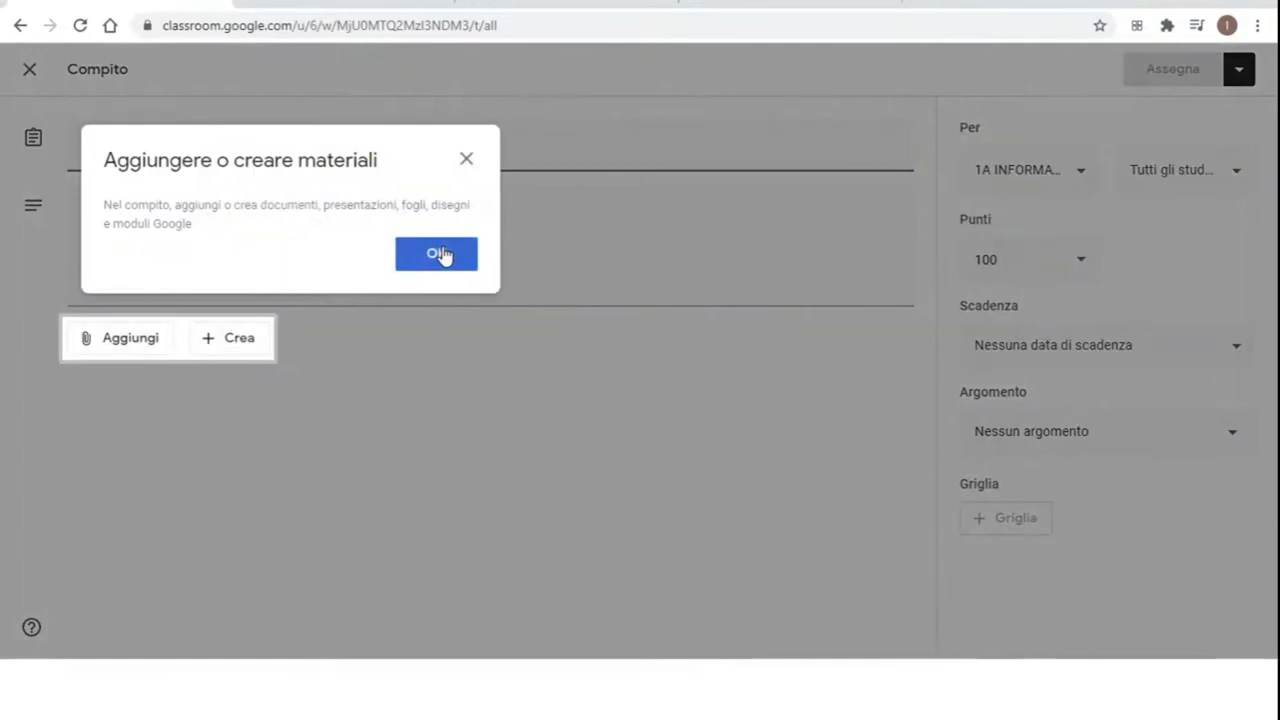 classroom.google.com/u/6/w/MjU0MTQ2MzI3NDM3/t/all
I
Compito
Assegna
Aggiungere o creare materiali
Nel compito, aggiungi o crea documenti, presentazioni, fogli, disegni
e moduli Google
Aggiungi
Crea
Per
1A INFORMA...
Tutti gli stud...
Punti
100
Scadenza
Nessuna data di scadenza
Argomento
Nessun argomento
Griglia
Griglia